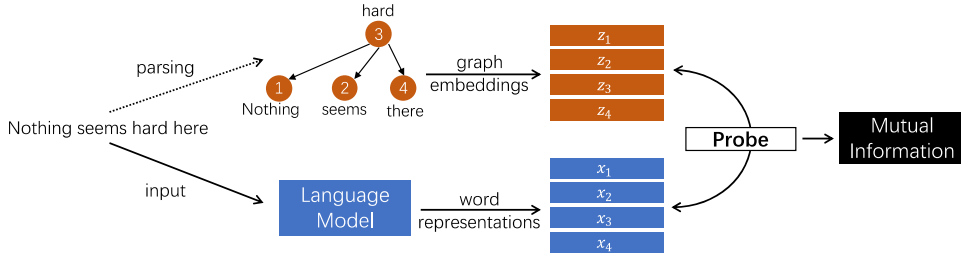 hard
3
parsing
1
2
4
Nothing
seems
there
graph
embeddings
z₁
z₂
z₃
z₄
Nothing seems hard here
input
Language
Model
word
representations
x₁
x₂
x₃
x₄
Probe
Mutual
Information